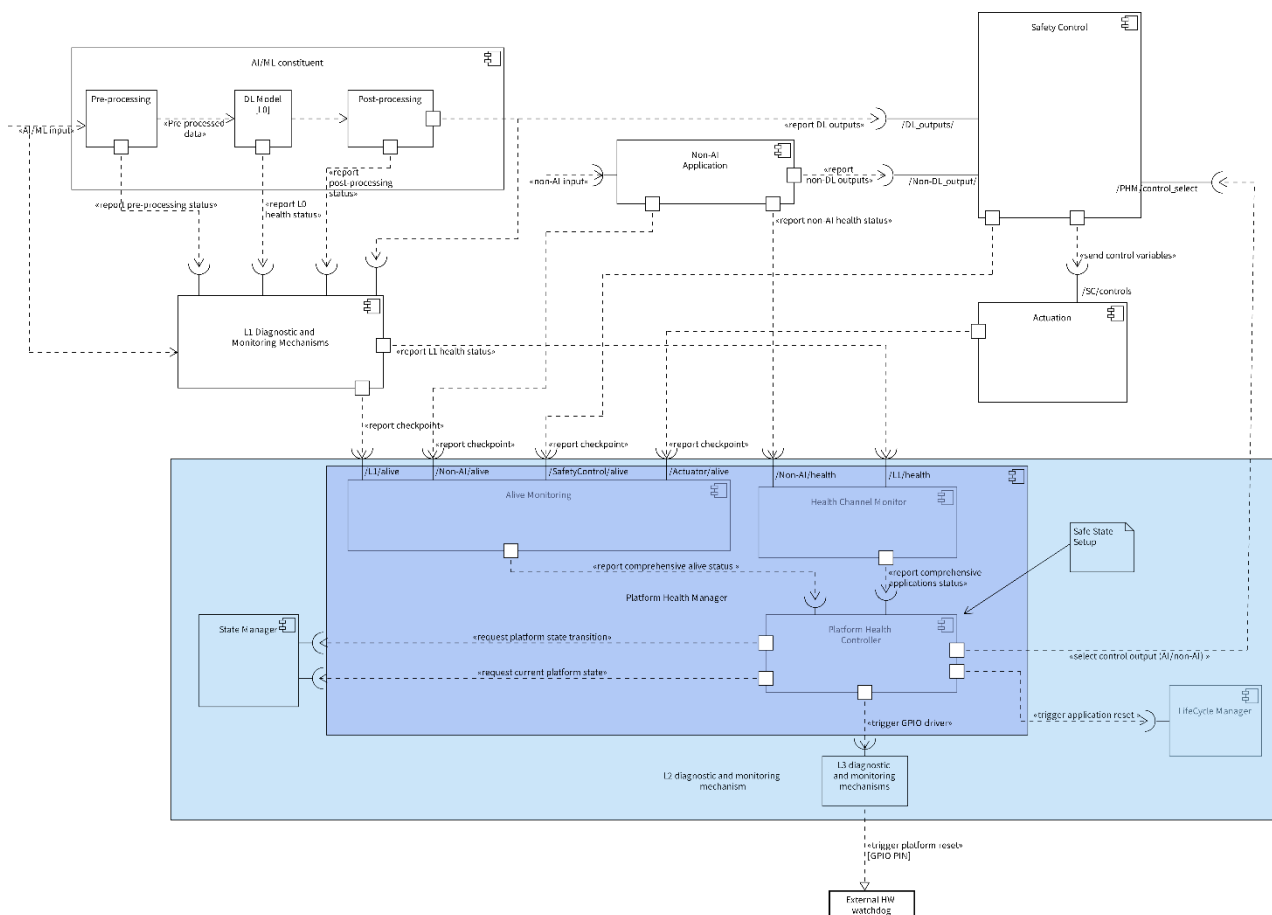 Safety Control
AI/ML constituent
Pre-processing
DL Model
[L0]
Post-processing
«AI/ML input»
«Pre processed
data»
«report DL outputs»
/DL_outputs/
Non-AI
Application
«report
non-DL outputs»
/Non-DL_output/
«non-AI input»
/PHM/control_select
«report
post-processing
status»
«report pre-processing status»
«report L0
health status»
«report non-AI health status»
«send control variables»
/SC/controls
Actuation
L1 Diagnostic and
Monitoring Mechanisms
«report L1 health status»
«report checkpoint»
«report checkpoint»
«report checkpoint»
«report checkpoint»
/L1/alive
/Non-AI/alive
/SafetyControl/alive
/Actuator/alive
/Non-AI/health
/L1/health
Alive Monitoring
Health Channel Monitor
Safe State
Setup
«report comprehensive alive status »
«report comprehensive
applications status»
Platform Health Manager
State Manager
Platform Health
Controller
«request platform state transition»
«select control output (AI/non-AI) »
«request current platform state»
«trigger application reset »
LifeCycle Manager
«trigger GPIO driver»
L2 diagnostic and monitoring
mechanism
L3 diagnostic
and monitoring
mechanisms
«trigger platform reset»
[GPIO PIN]
External HW
watchdog